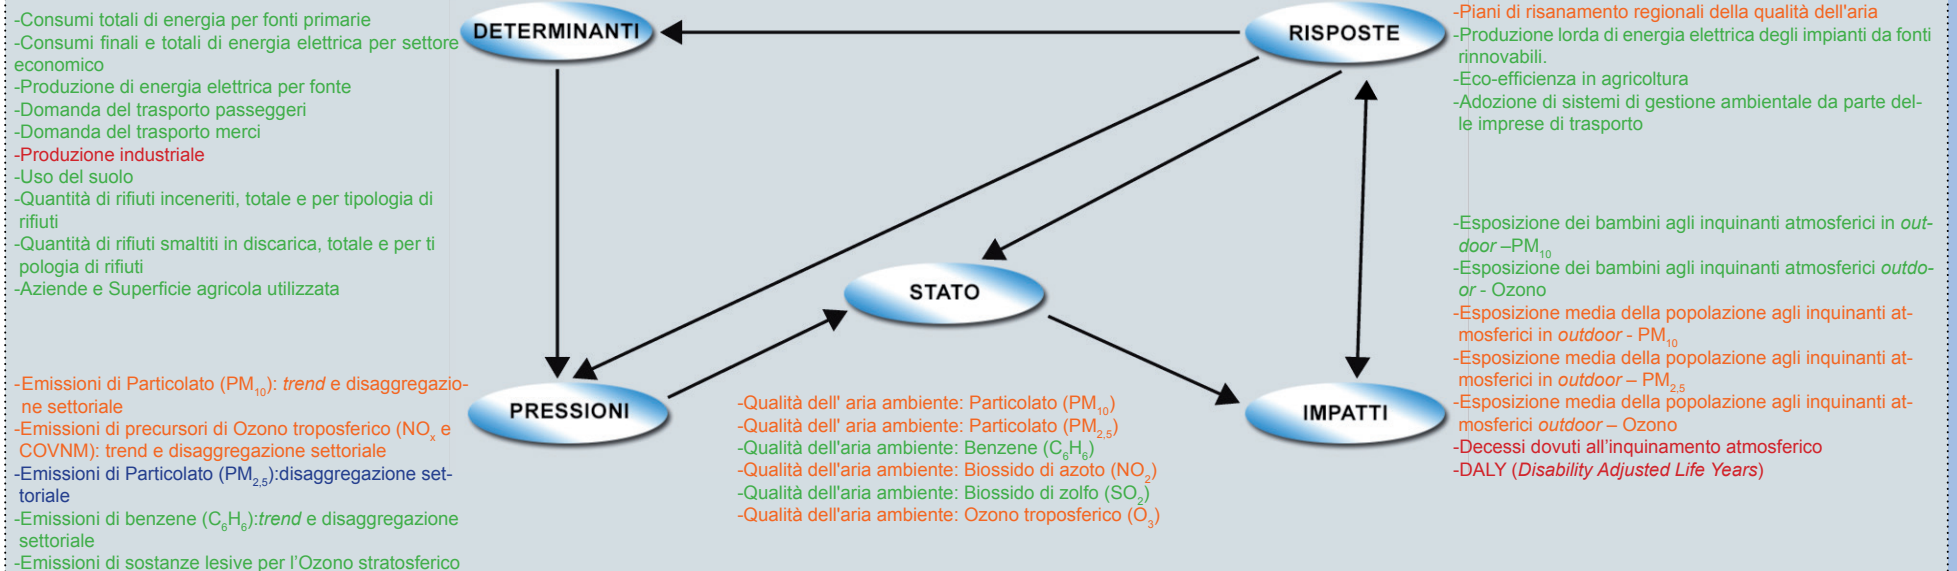 -Consumi totali di energia per fonti primarie
-Consumi finali e totali di energia elettrica per settore
economico
-Produzione di energia elettrica per fonte
-Domanda del trasporto passeggeri
-Domanda del trasporto merci
-Produzione industriale
-Uso del suolo
-Quantità di rifiuti inceneriti, totale e per tipologia di
rifiuti
-Quantità di rifiuti smaltiti in discarica, totale e per ti
pologia di rifiuti
-Aziende e Superficie agricola utilizzata
DETERMINANTI
RISPOSTE
-Piani di risanamento regionali della qualità dell'aria
-Produzione lorda di energia elettrica degli impianti da fonti
rinnovabili.
-Eco-efficienza in agricoltura
-Adozione di sistemi di gestione ambientale da parte del-
le imprese di trasporto
STATO
-Esposizione dei bambini agli inquinanti atmosferici in out-
door –PM10
-Esposizione dei bambini agli inquinanti atmosferici outdo-
or - Ozono
-Esposizione media della popolazione agli inquinanti at-
mosferici in outdoor - PM10
-Esposizione media della popolazione agli inquinanti at-
mosferici in outdoor – PM2,5
-Esposizione media della popolazione agli inquinanti at-
mosferici outdoor – Ozono
-Decessi dovuti all’inquinamento atmosferico
-DALY (Disability Adjusted Life Years)
-Emissioni di Particolato (PM10): trend e disaggregazio-
ne settoriale
-Emissioni di precursori di Ozono troposferico (NOx e
COVNM): trend e disaggregazione settoriale
-Emissioni di Particolato (PM2,5):disaggregazione set-
toriale
-Emissioni di benzene (C6H6):trend e disaggregazione
settoriale
-Emissioni di sostanze lesive per l’Ozono stratosferico
PRESSIONI
-Qualità dell' aria ambiente: Particolato (PM10)
-Qualità dell' aria ambiente: Particolato (PM2,5)
-Qualità dell'aria ambiente: Benzene (C6H6)
-Qualità dell'aria ambiente: Biossido di azoto (NO2)
-Qualità dell'aria ambiente: Biossido di zolfo (SO2)
-Qualità dell'aria ambiente: Ozono troposferico (O3)
IMPATTI